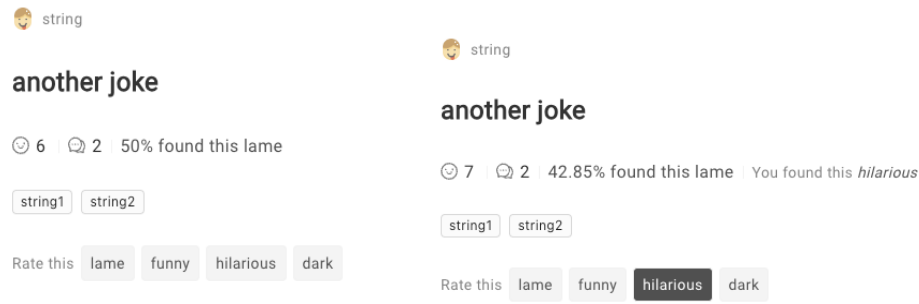 string
another joke
6 2 50% found this lame
string1 string2
Rate this lame funny hilarious dark
string
another joke
7 2 42.85% found this lame You found this hilarious
string1 string2
Rate this lame funny hilarious dark